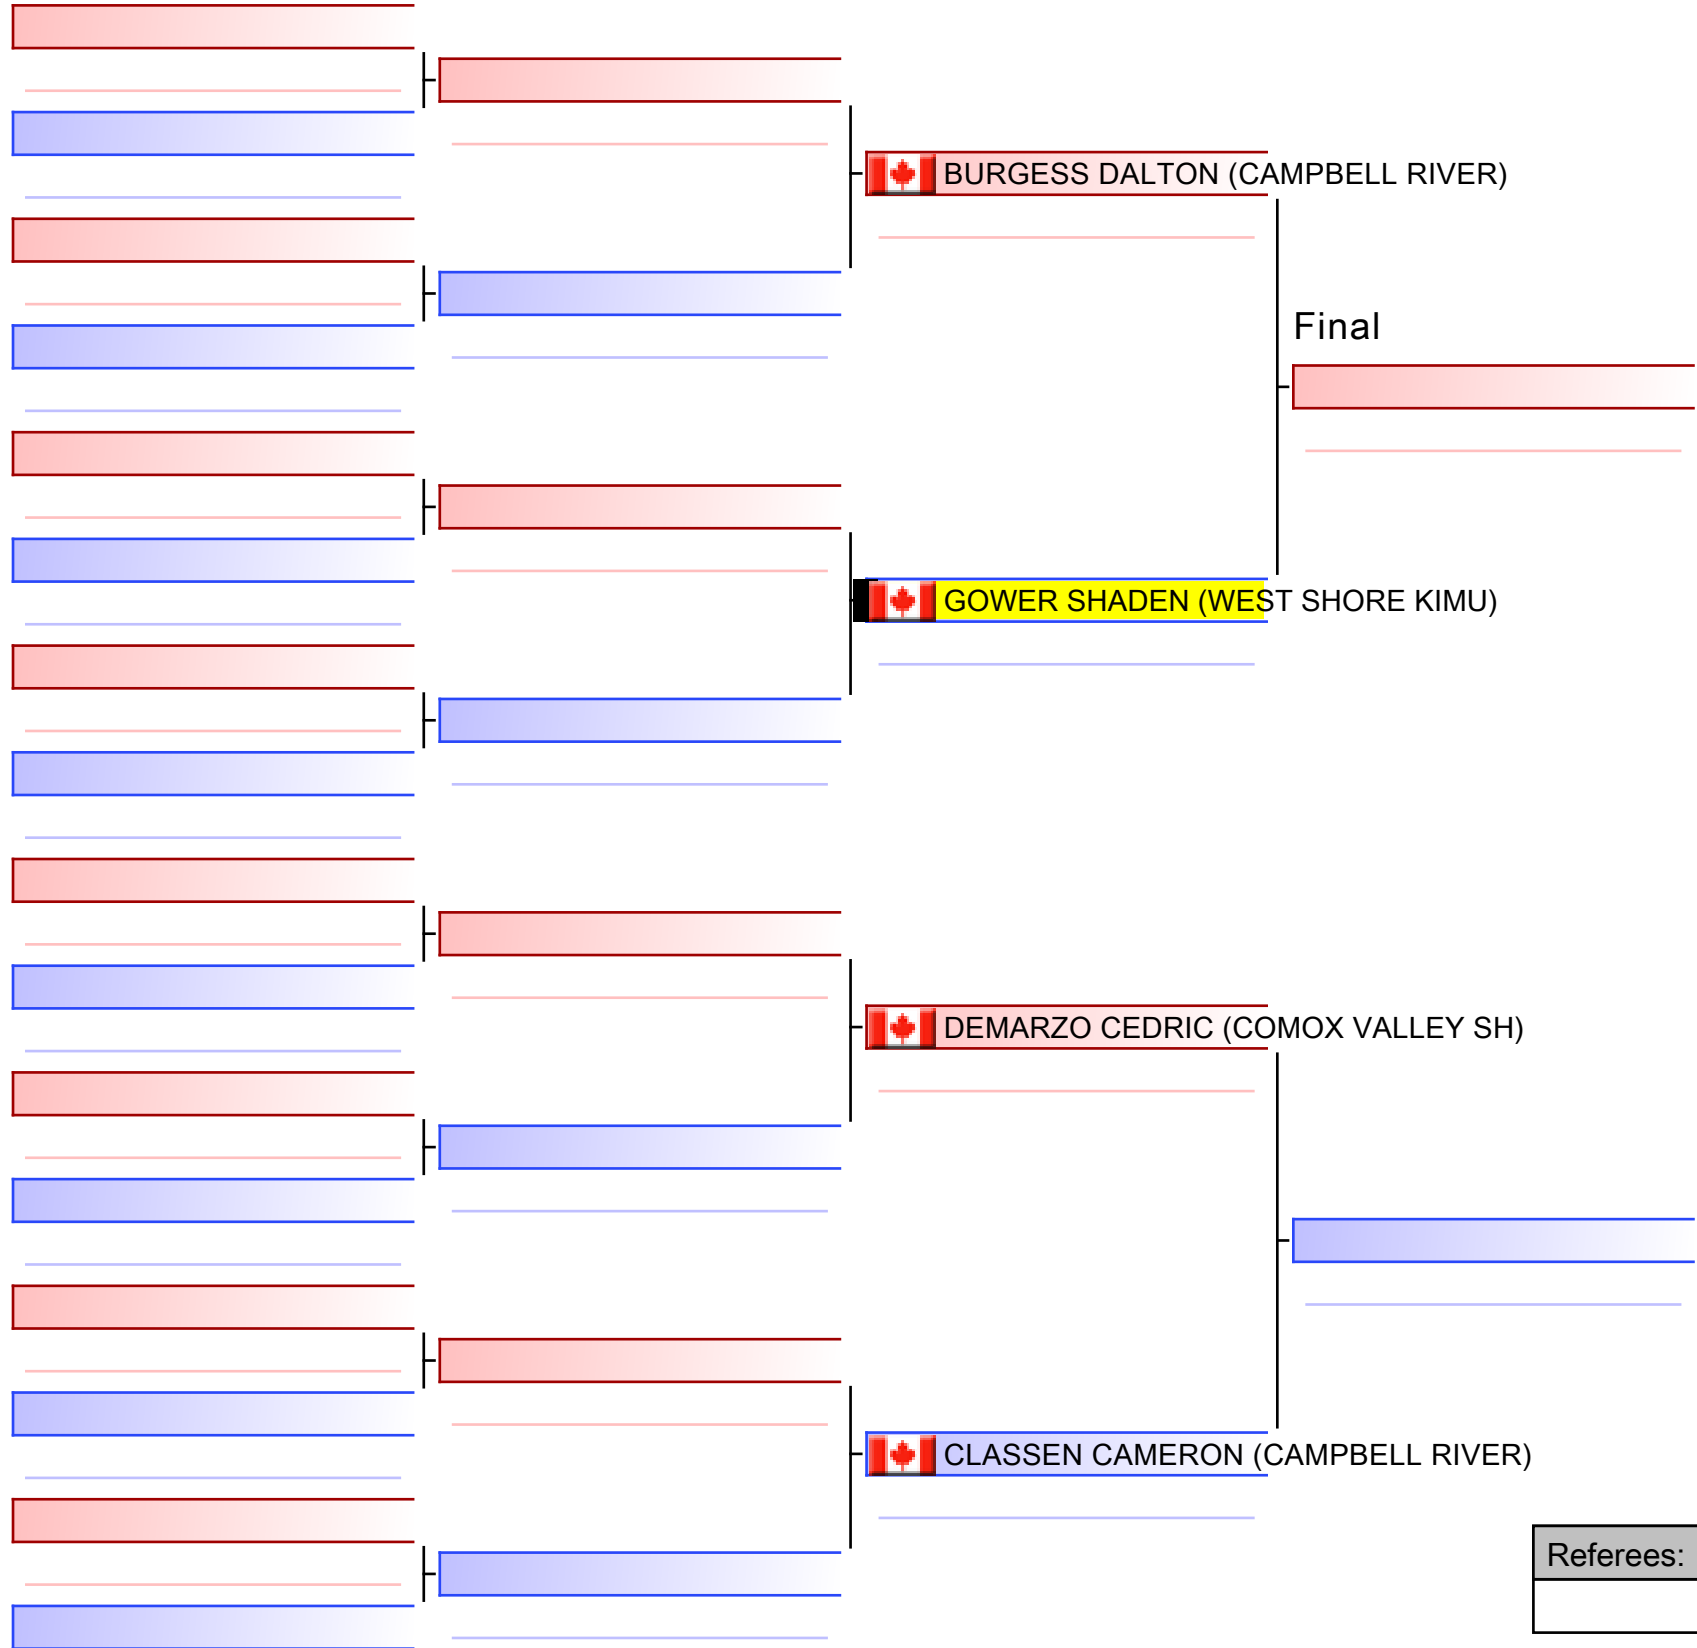 BURGESS DALTON (CAMPBELL RIVER)
Final
GOWER SHADEN (WEST SHORE KIMU)
DEMARZO CEDRIC (COMOX VALLEY SH)
CLASSEN CAMERON (CAMPBELL RIVER)
Referees: